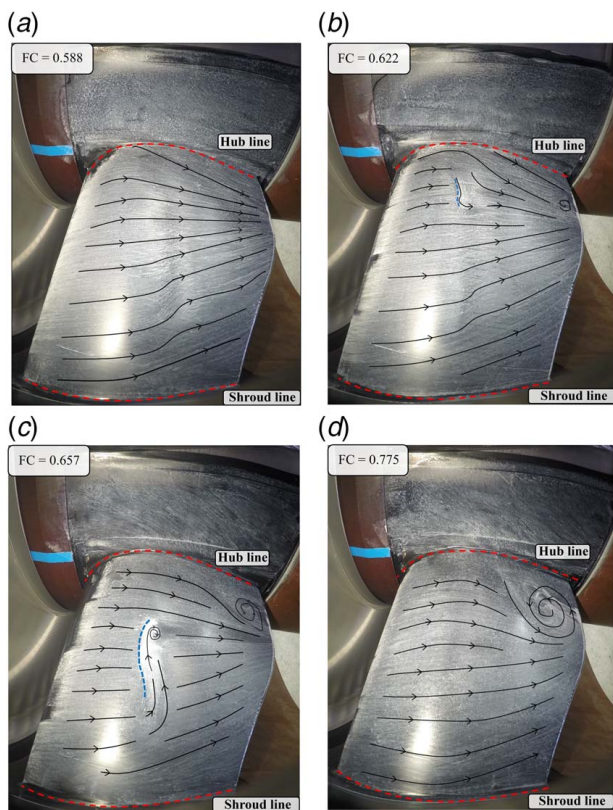 (a)
FC = 0.588
Hub line
Shroud line
(b)
FC = 0.622
Hub line
Shroud line
(c)
FC = 0.657
Hub line
Shroud line
(d)
FC = 0.775
Hub line
Shroud line